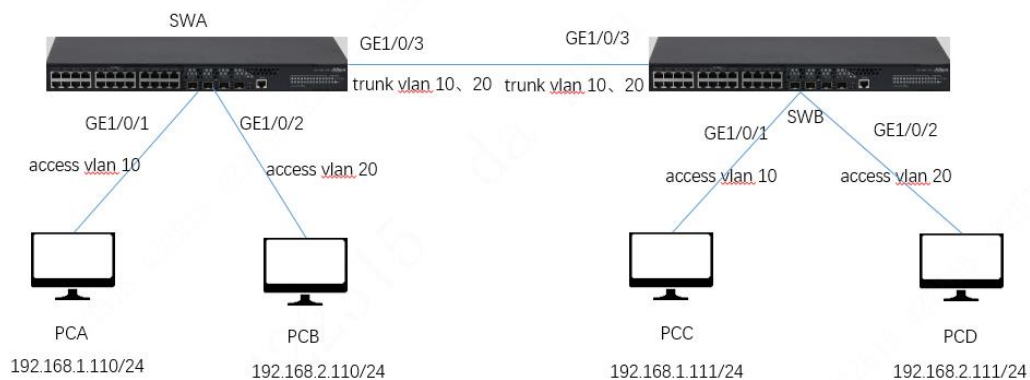 SWA
GE1/0/3
GE1/0/3
trunk vlan 10、20
trunk vlan 10、20
GE1/0/1
GE1/0/2
GE1/0/1
SWB
GE1/0/2
access vlan 10
access vlan 20
access vlan 10
access vlan 20
PCA
PCB
PCC
PCD
192.168.1.110/24
192.168.2.110/24
192.168.1.111/24
192.168.2.111/24